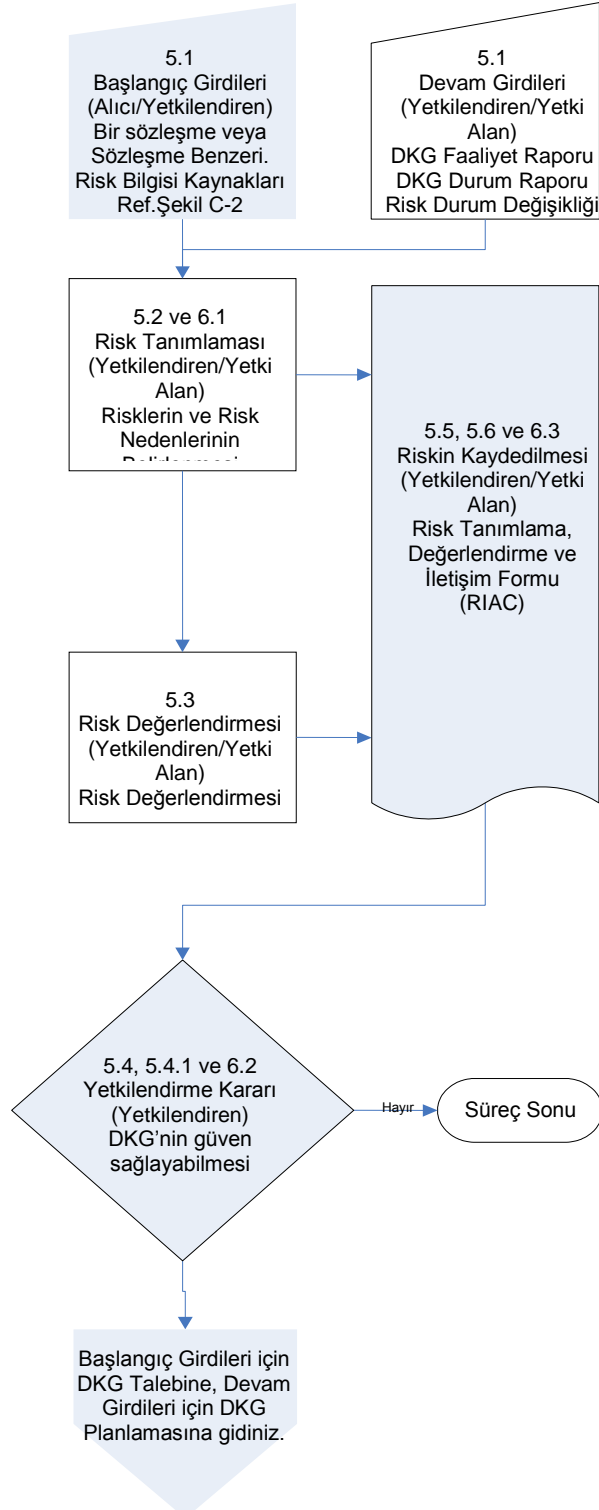 5.1
Başlangıç Girdileri
(Alıcı/Yetkilendiren)
Bir sözleşme veya
Sözleşme Benzeri.
Risk Bilgisi Kaynakları
Ref.Şekil C-2
5.1
Devam Girdileri
(Yetkilendiren/Yetki
Alan)
DKG Faaliyet Raporu
DKG Durum Raporu
Risk Durum Değişikliği
5.2 ve 6.1
Risk Tanımlaması
(Yetkilendiren/Yetki
Alan)
Risklerin ve Risk
Nedenlerinin
5.5, 5.6 ve 6.3
Riskin Kaydedilmesi
(Yetkilendiren/Yetki
Alan)
Risk Tanımlama,
Değerlendirme ve
İletişim Formu
(RIAC)
5.3
Risk Değerlendirmesi
(Yetkilendiren/Yetki
Alan)
Risk Değerlendirmesi
5.4, 5.4.1 ve 6.2
Yetkilendirme Kararı
(Yetkilendiren)
DKG’nin güven
sağlayabilmesi
Hayır
Süreç Sonu
Başlangıç Girdileri için
DKG Talebine, Devam
Girdileri için DKG
Planlamasına gidiniz.